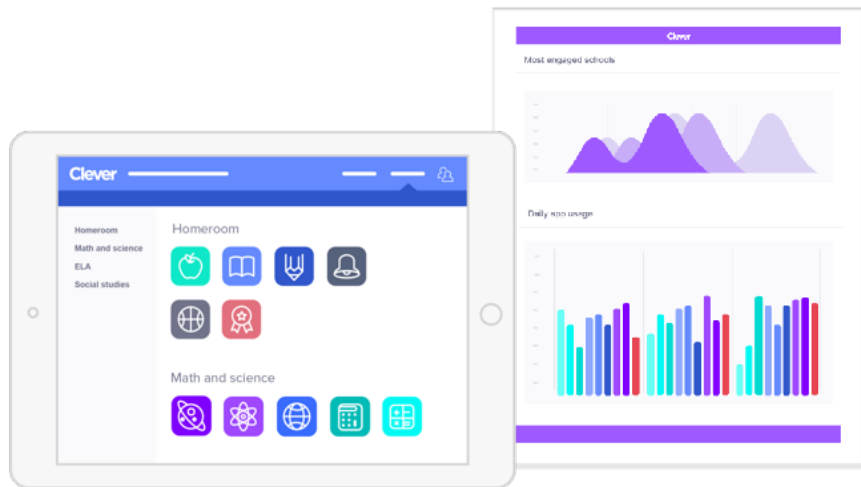 Clever
Homeroom
Math and science
ELA
Social studies
Homeroom
Math and science
Clever
Most engaged schools
Daily app usage